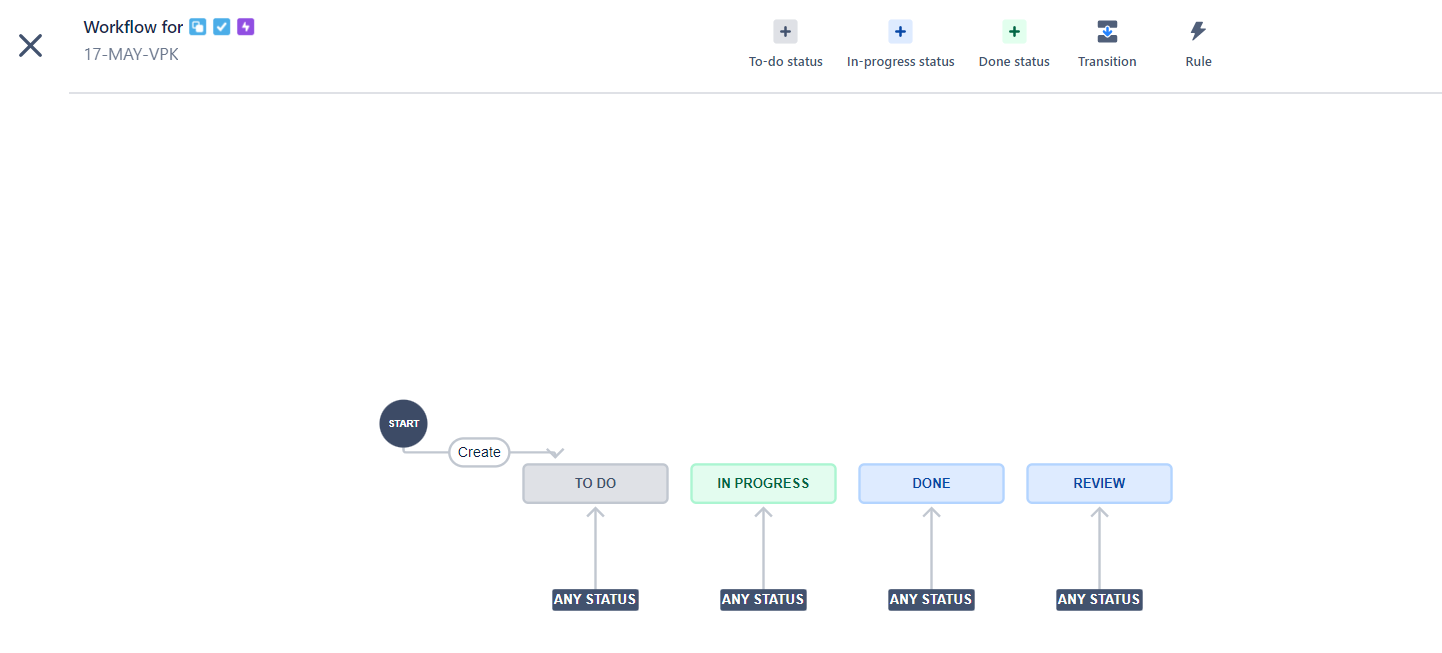 Workflow for
17-MAY-VPK
To-do status
In-progress status
Done status
Transition
Rule
START
Create
TO DO
IN PROGRESS
DONE
REVIEW
ANY STATUS
ANY STATUS
ANY STATUS
ANY STATUS